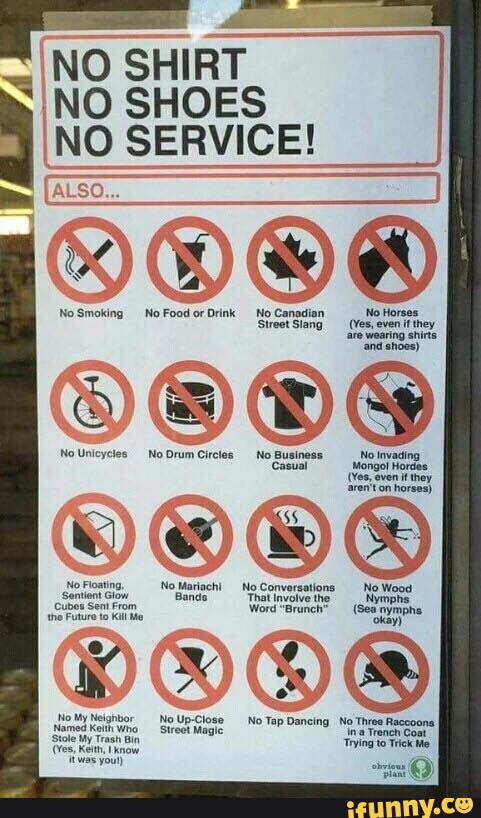 NO SHIRT
NO SHOES
NO SERVICE!
ALSO...
No Smoking
No Food or Drink
No Canadian
Street Slang
No Horses
(Yes, even if they
are wearing shirts
and shoes)
No Unicycles
No Drum Circles
No Business
Casual
No Invading
Mongol Hordes
(Yes, even if they
aren't on horses)
No Floating,
Sentient Glow
Cubes Sent From
the Future to Kill Me
No Mariachi
Bands
No Conversations
That Involve the
Word "Brunch"
No Wood
Nymphs
(Sea nymphs
okay)
No My Neighbor
Named Keith Who
Stole My Trash Bin
(Yes, Keith, I know
it was you!)
No Up-Close
Street Magic
No Tap Dancing
No Three Raccoons
in a Trench Coat
Trying to Trick Me
obvious
plant
ifunny.co